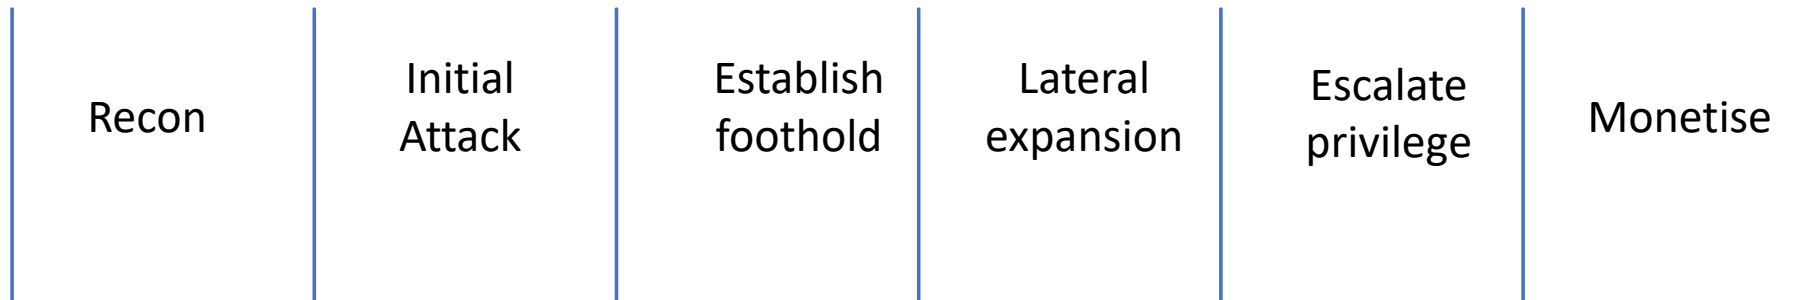 Recon
Initial
Attack
Establish
foothold
Lateral
expansion
Escalate
privilege
Monetise